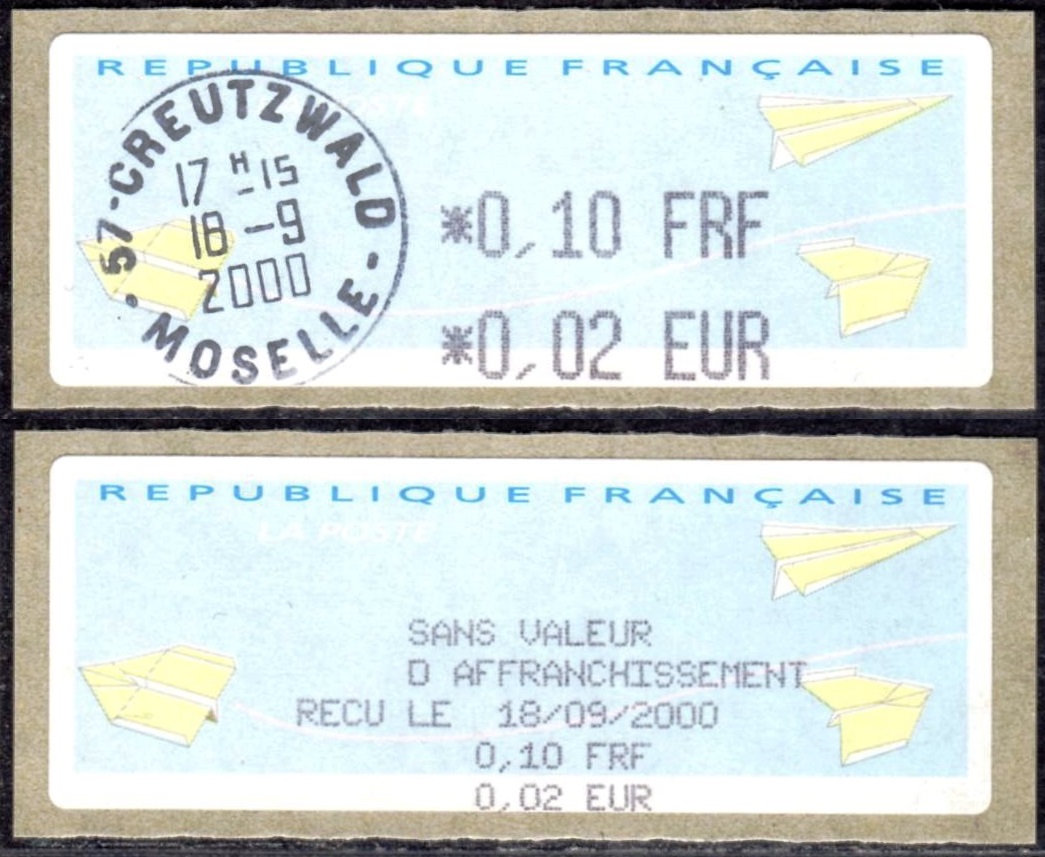 REPUBLIQUE FRANÇAISE
POSTE
57-CREUTZWALD-
17 H -15
18 -9
2000
• MOSELLE -
*0,10 FRF
*0,02 EUR
REPUBLIQUE FRANÇAISE
LA POSTE
SANS VALEUR
D AFFRANCHISSEMENT
RECU LE 18/09/2000
0,10 FRF
0,02 EUR